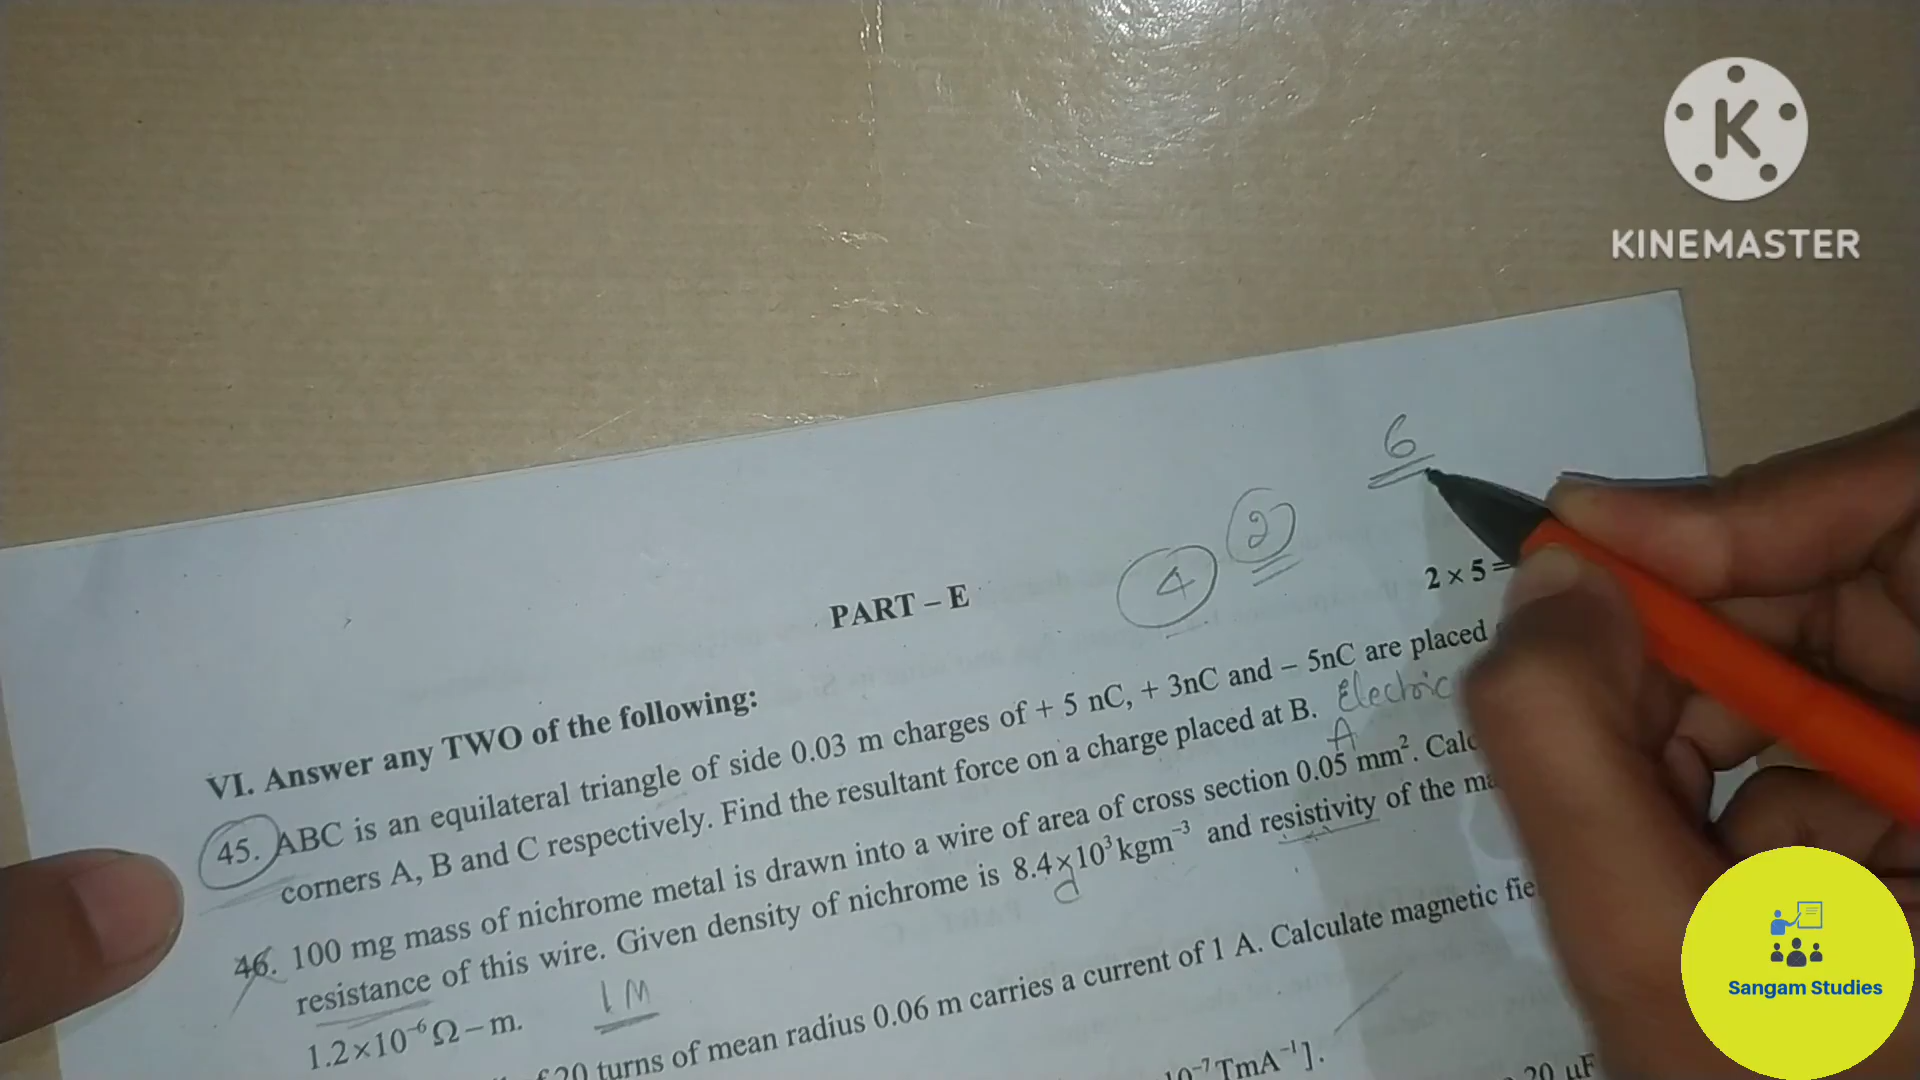 K
KINEMASTER
6
2
4
PART – E
2 × 5 =
VI. Answer any TWO of the following:
45. ABC is an equilateral triangle of side 0.03 m charges of + 5 nC, + 3nC and – 5nC are placed
corners A, B and C respectively. Find the resultant force on a charge placed at B. Electric
A
46. 100 mg mass of nichrome metal is drawn into a wire of area of cross section 0.05 mm². Calc
resistance of this wire. Given density of nichrome is 8.4×10³ kgm⁻³ and resistivity of the ma
d
1.2×10⁻⁶ Ω – m. 1 M
20 turns of mean radius 0.06 m carries a current of 1 A. Calculate magnetic fie
10⁻⁷ TmA⁻¹].
20 µF
Sangam Studies